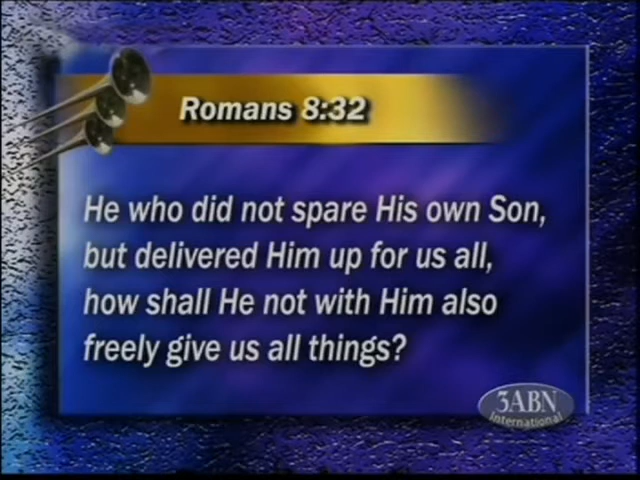 Romans 8:32
He who did not spare His own Son,
but delivered Him up for us all,
how shall He not with Him also
freely give us all things?
3ABN
International